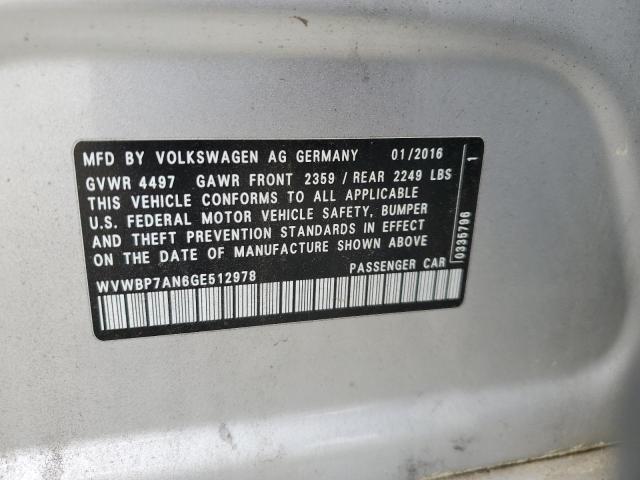 MFD BY VOLKSWAGEN AG GERMANY 01/2016
GVWR 4497 GAWR FRONT 2359 / REAR 2249 LBS
THIS VEHICLE CONFORMS TO ALL APPLICABLE
U.S. FEDERAL MOTOR VEHICLE SAFETY, BUMPER
AND THEFT PREVENTION STANDARDS IN EFFECT
ON THE DATE OF MANUFACTURE SHOWN ABOVE
WVWBP7AN6GE512978 PASSENGER CAR
0335796 1